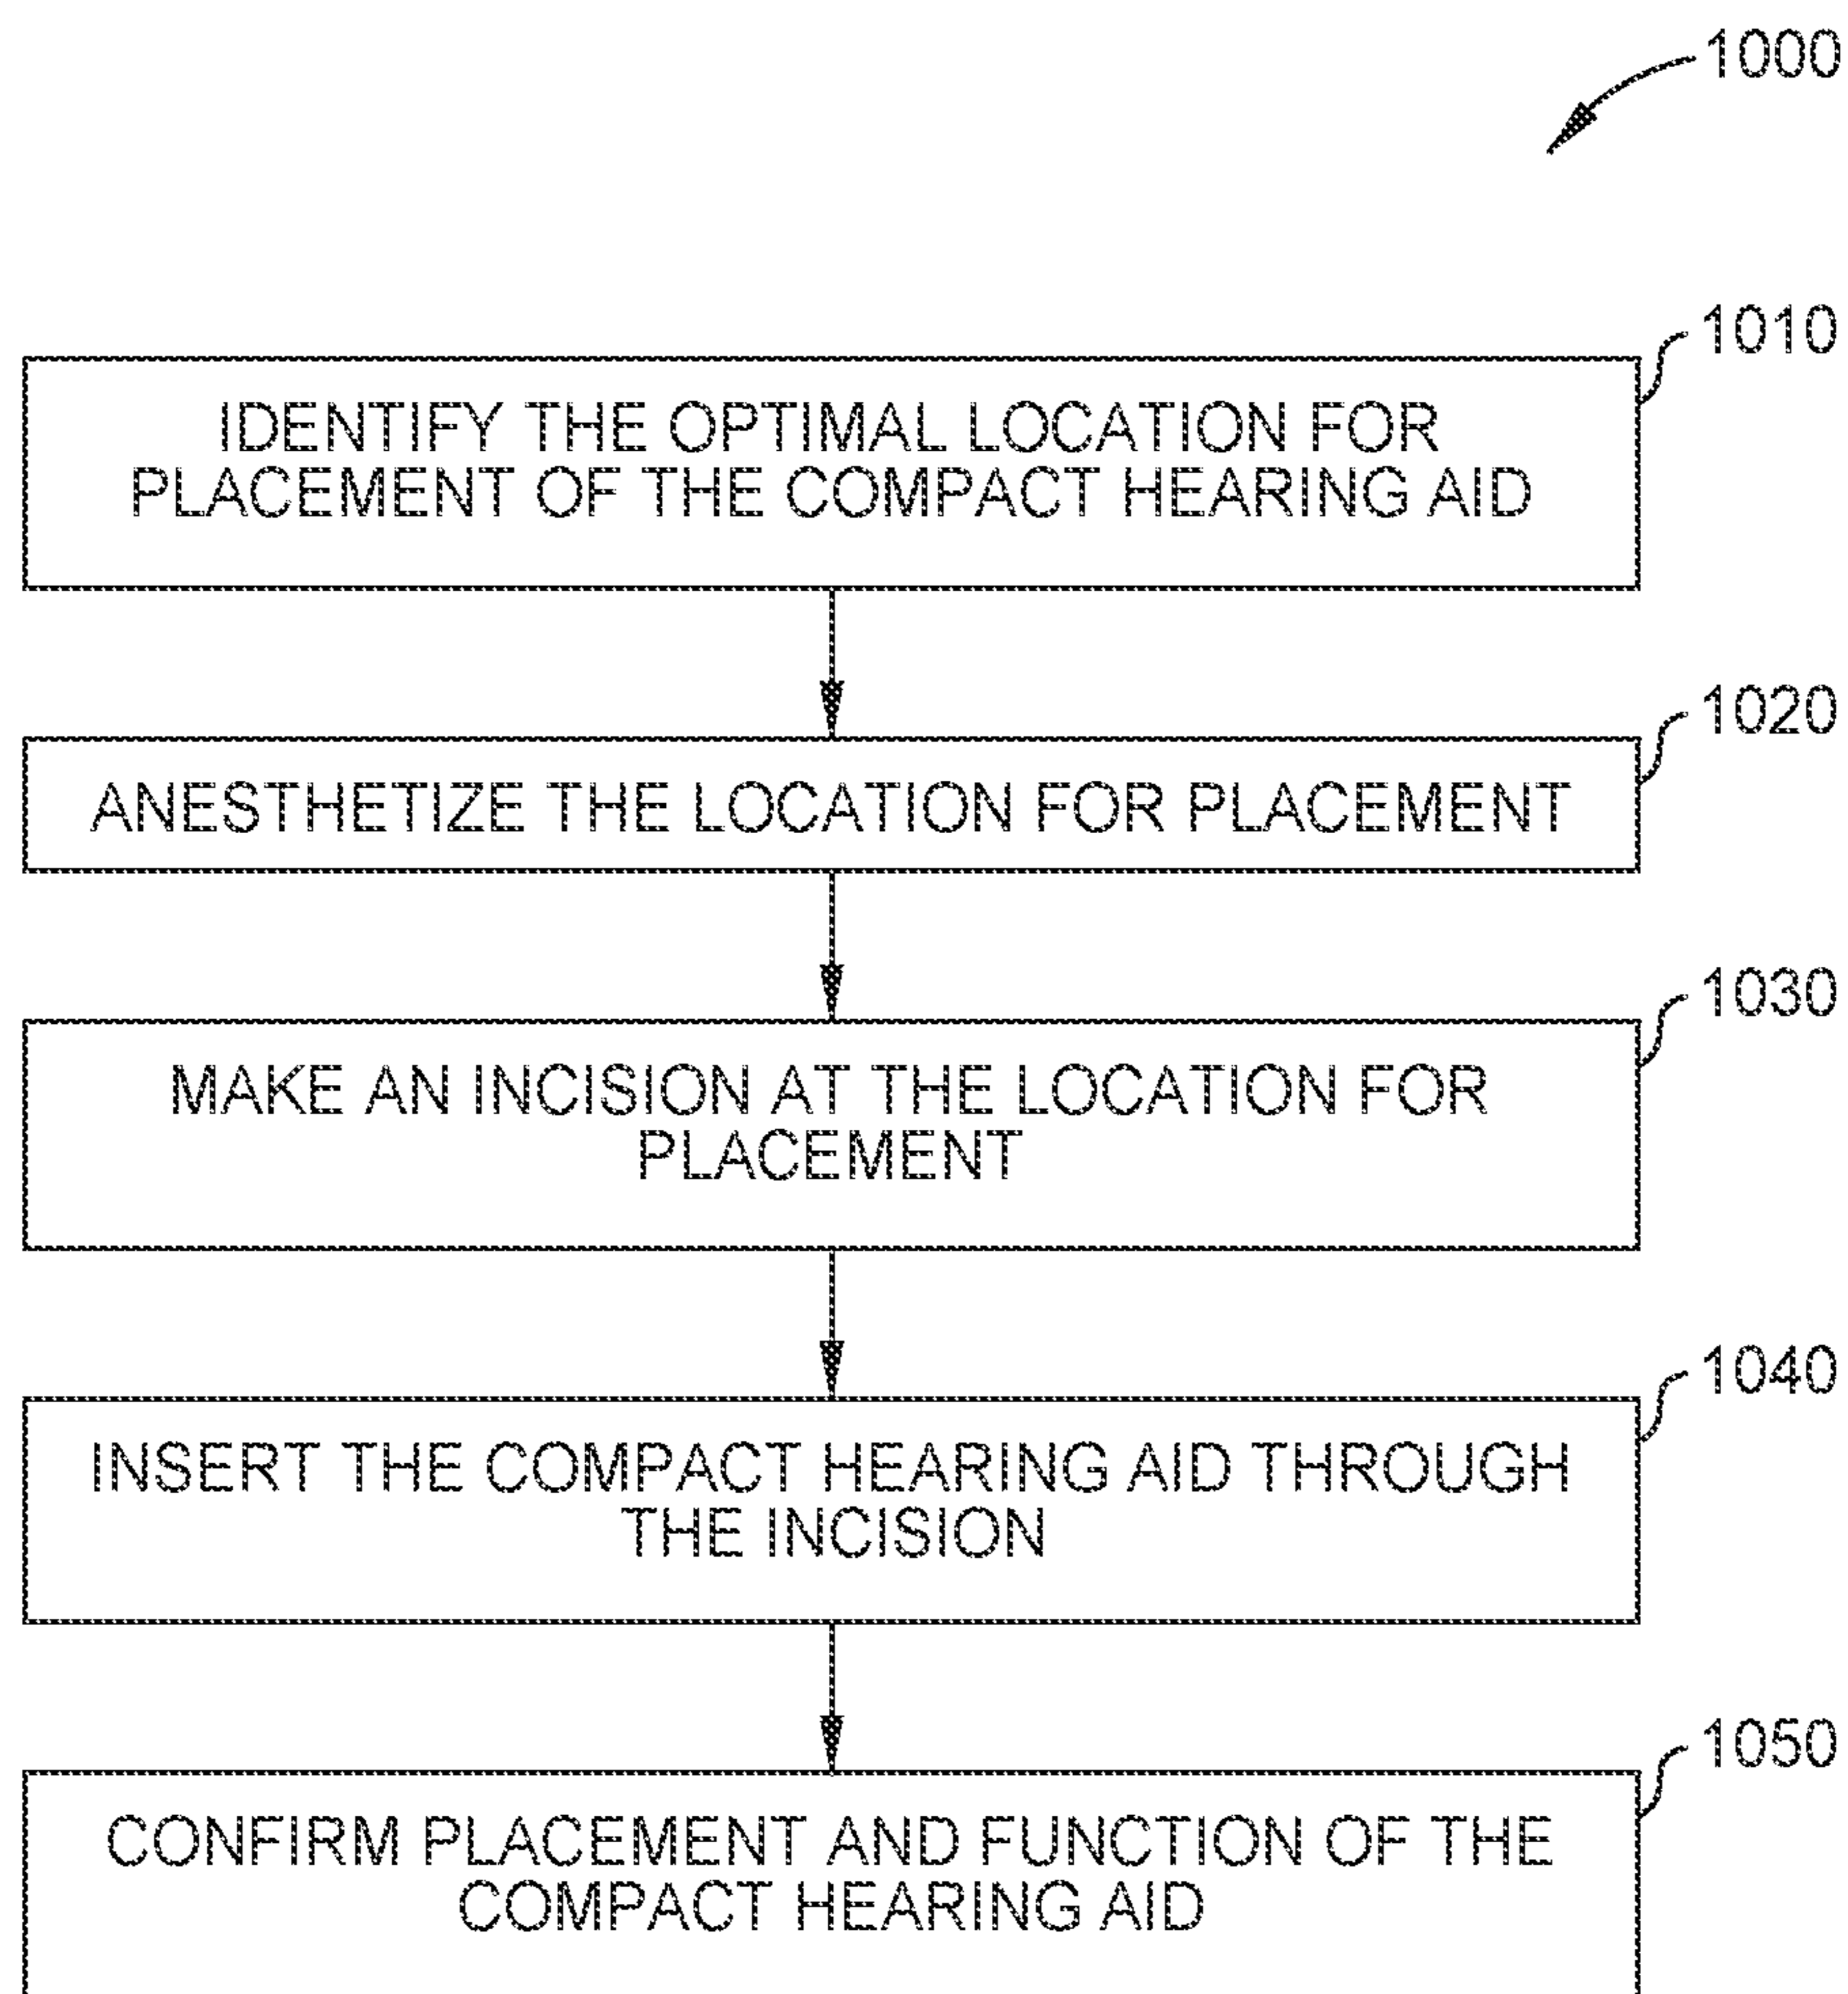 1000
1010
IDENTIFY THE OPTIMAL LOCATION FOR
PLACEMENT OF THE COMPACT HEARING AID
1020
ANESTHETIZE THE LOCATION FOR PLACEMENT
1030
MAKE AN INCISION AT THE LOCATION FOR
PLACEMENT
1040
INSERT THE COMPACT HEARING AID THROUGH
THE INCISION
1050
CONFIRM PLACEMENT AND FUNCTION OF THE
COMPACT HEARING AID